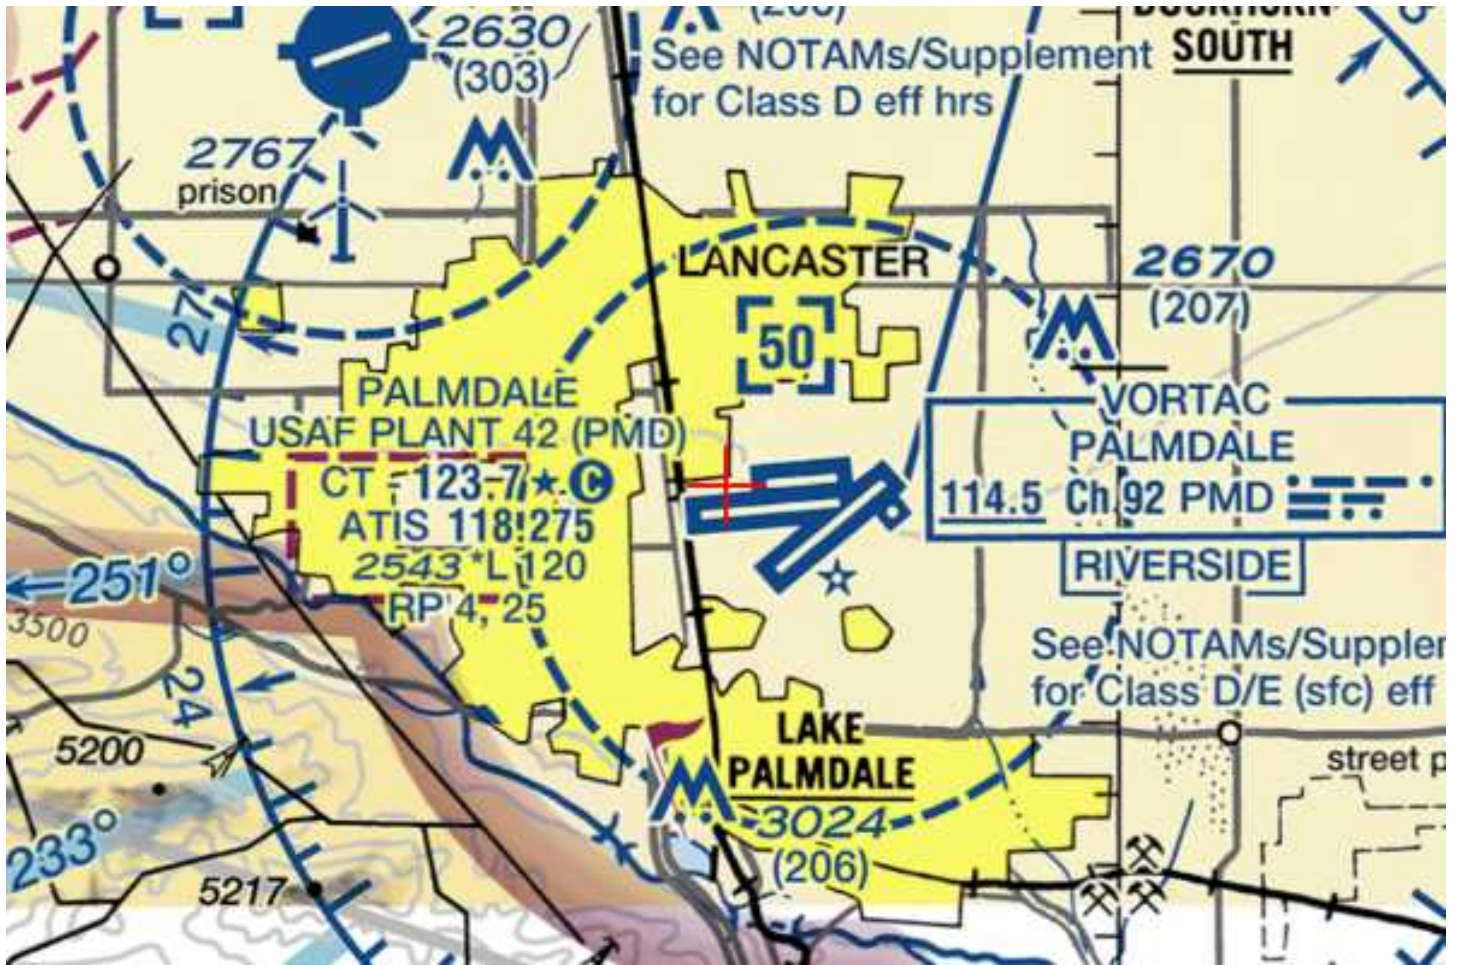 BUCKHORN
(206)
2630
(303)
See NOTAMs/Supplement
for Class D eff hrs
SOUTH
2767
prison
LANCASTER
2670
(207)
27
50
PALMDALE
USAF PLANT 42 (PMD)
CT - 123.7 ★ C
ATIS 118.275
2543 *L 120
RP 4, 25
VORTAC
PALMDALE
114.5 Ch 92 PMD
RIVERSIDE
251°
3500
24
See NOTAMs/Supplem
for Class D/E (sfc) eff
5200
LAKE
PALMDALE
3024
(206)
street p
233°
5217